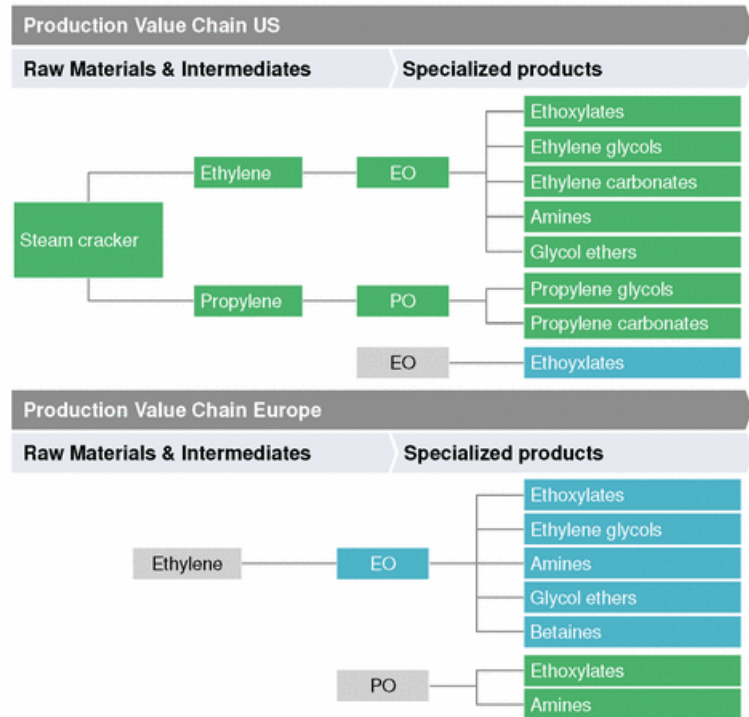 Production Value Chain US
Raw Materials & Intermediates
Specialized products
Ethoxylates
Ethylene glycols
Ethylene
EO
Ethylene carbonates
Amines
Steam cracker
Glycol ethers
Propylene glycols
Propylene
PO
Propylene carbonates
EO
Ethoyxlates
Production Value Chain Europe
Raw Materials & Intermediates
Specialized products
Ethoxylates
Ethylene glycols
Ethylene
EO
Amines
Glycol ethers
Betaines
Ethoxylates
PO
Amines